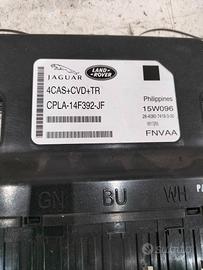 JAGUAR
LAND-ROVER
4CAS+CVD+TR
Philippines
CPLA-14F392-JF
15W096
FNVAA
GN BU WH